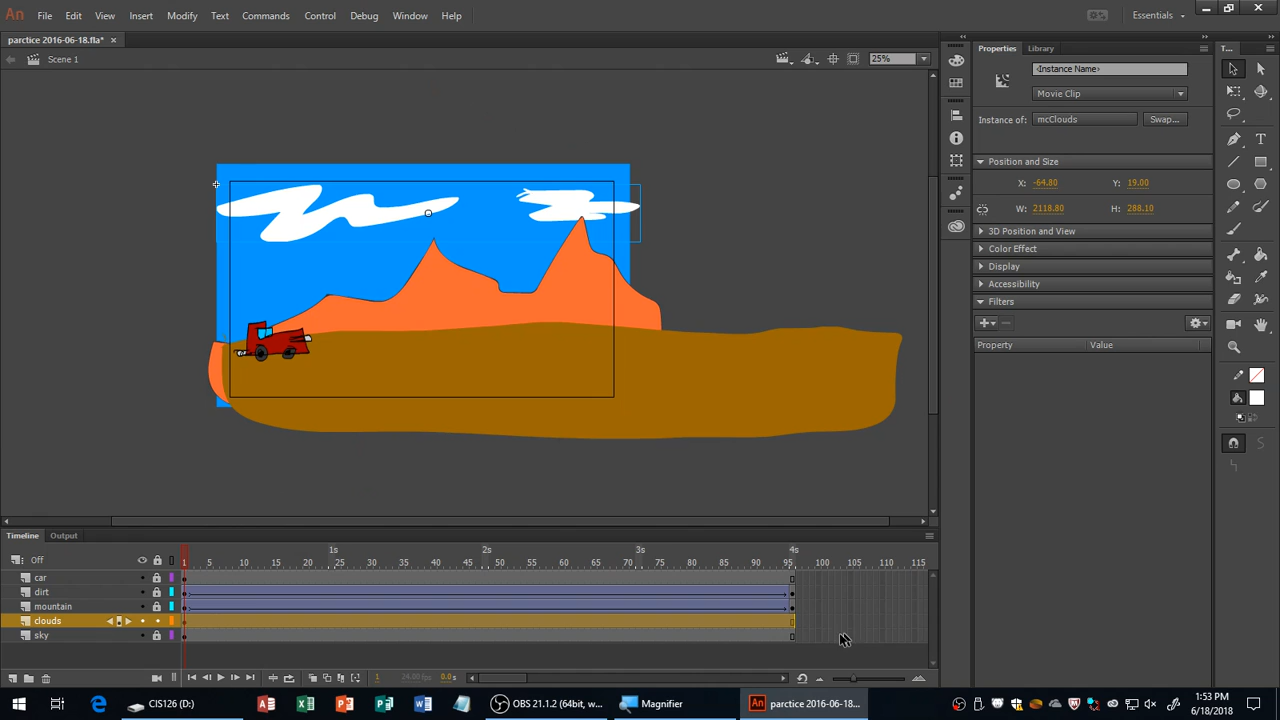 An File Edit View Insert Modify Text Commands Control Debug Window Help Essentials
parctice 2016-06-18.fla* ×
Scene 1 25%
Properties Library T...
<Instance Name>
Movie Clip
Instance of: mcClouds Swap...
Position and Size
X: -64.80 Y: 19.00
W: 2118.80 H: 288.10
3D Position and View
Color Effect
Display
Accessibility
Filters
Property Value
Timeline Output
Off 1s 2s 3s 4s
1 5 10 15 20 25 30 35 40 45 50 55 60 65 70 75 80 85 90 95 100 105 110 115
car
dirt
mountain
clouds
sky
1 24.00 fps 0.0s
CIS126 (D:) OBS 21.1.2 (64bit, w... Magnifier An parctice 2016-06-18... 1:53 PM
6/18/2018